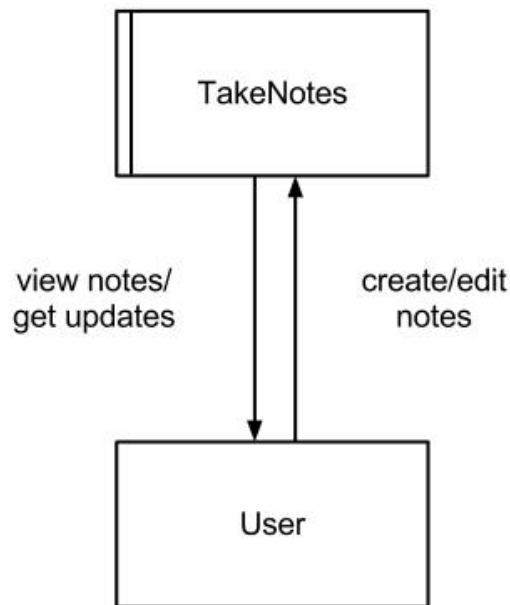 TakeNotes
view notes/
get updates
create/edit
notes
User